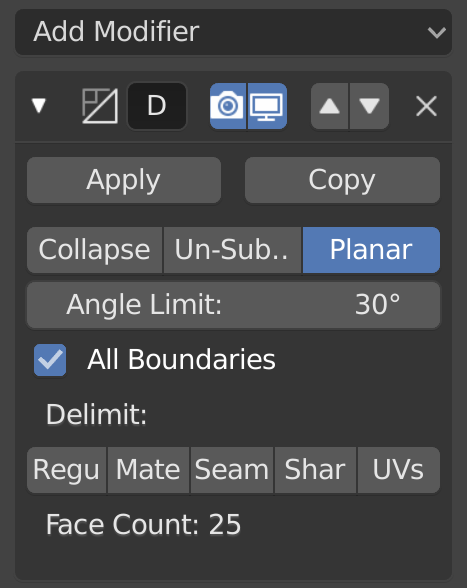 Add Modifier
D
Apply Copy
Collapse Un-Sub.. Planar
Angle Limit: 30°
All Boundaries
Delimit:
Regu Mate Seam Shar UVs
Face Count: 25